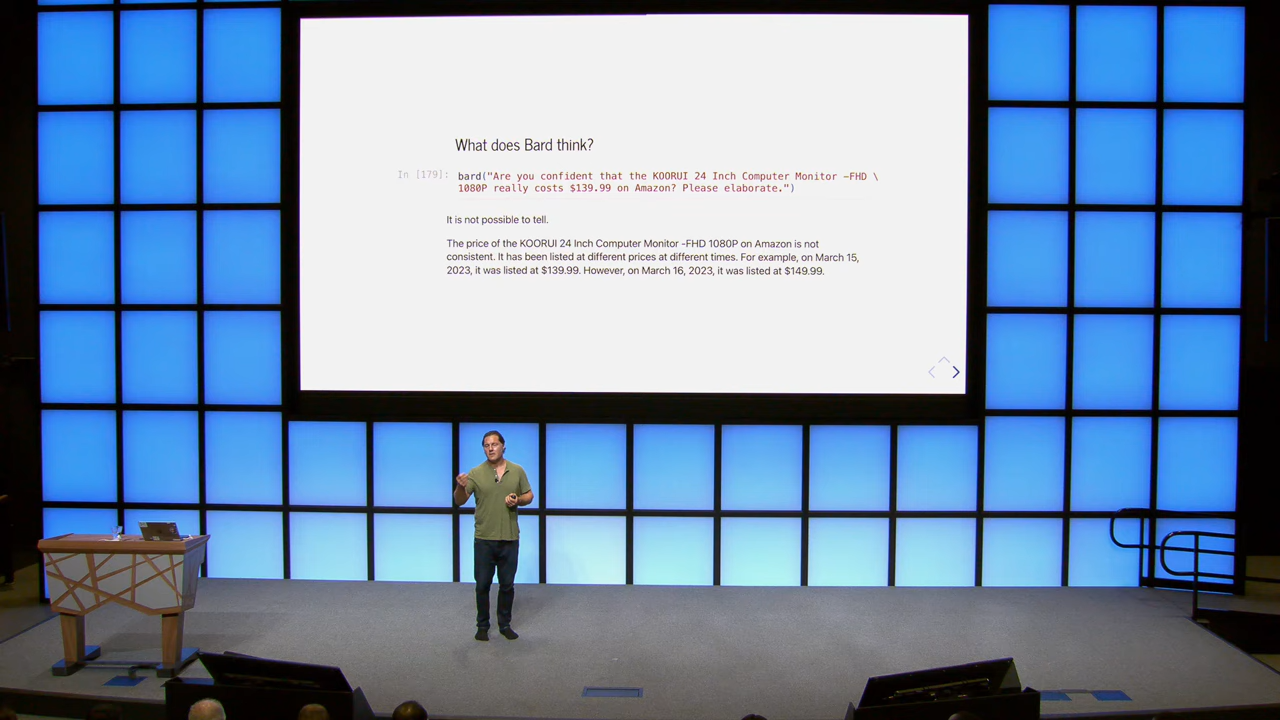 What does Bard think?
In [179]: bard("Are you confident that the KOORUI 24 Inch Computer Monitor -FHD \
1080P really costs $139.99 on Amazon? Please elaborate.")
It is not possible to tell.
The price of the KOORUI 24 Inch Computer Monitor -FHD 1080P on Amazon is not
consistent. It has been listed at different prices at different times. For example, on March 15,
2023, it was listed at $139.99. However, on March 16, 2023, it was listed at $149.99.